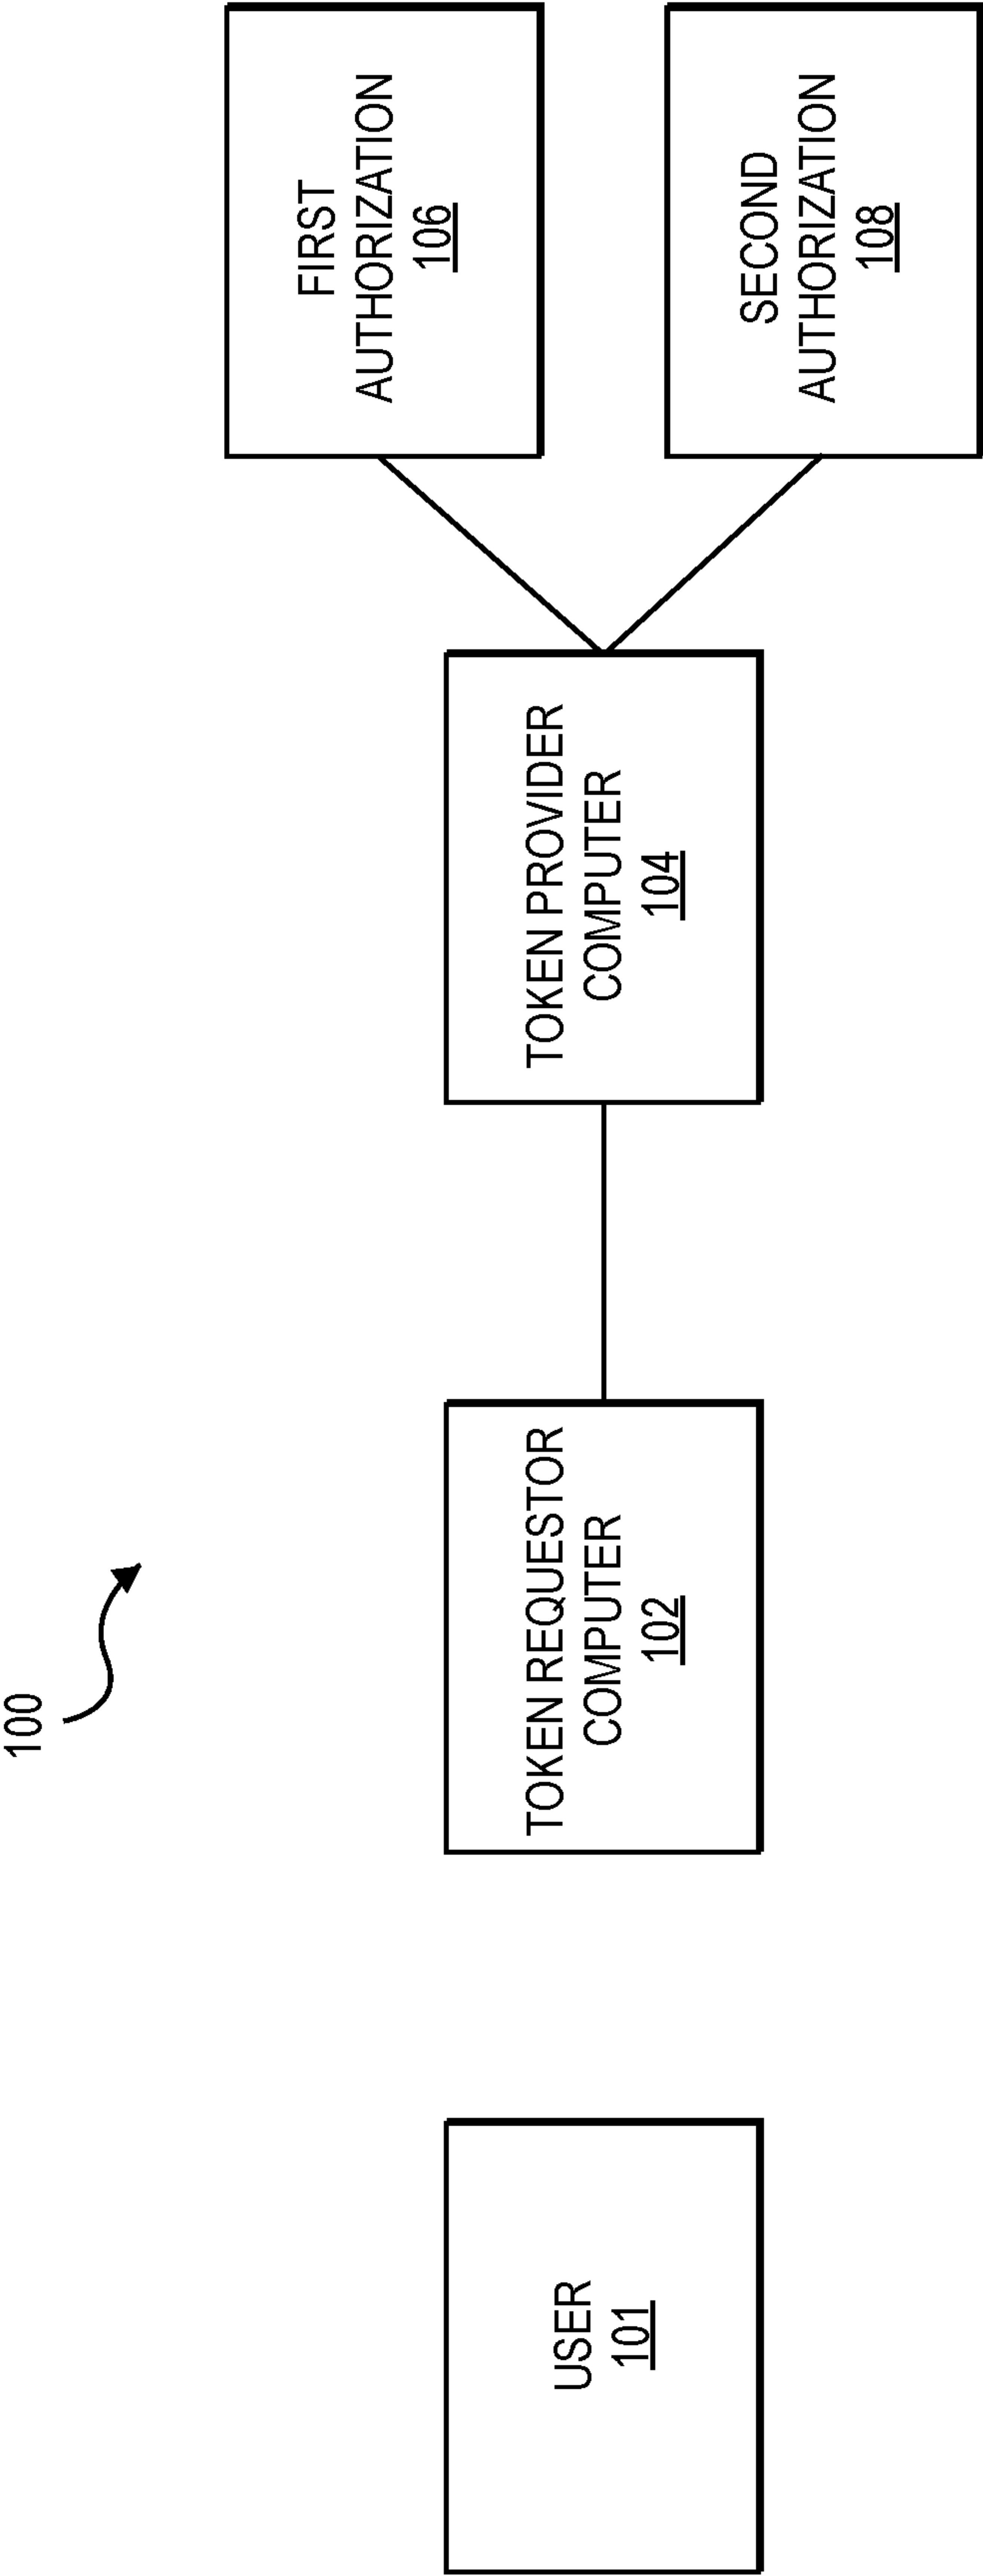 100
USER
101
TOKEN REQUESTOR
COMPUTER
102
TOKEN PROVIDER
COMPUTER
104
FIRST
AUTHORIZATION
106
SECOND
AUTHORIZATION
108